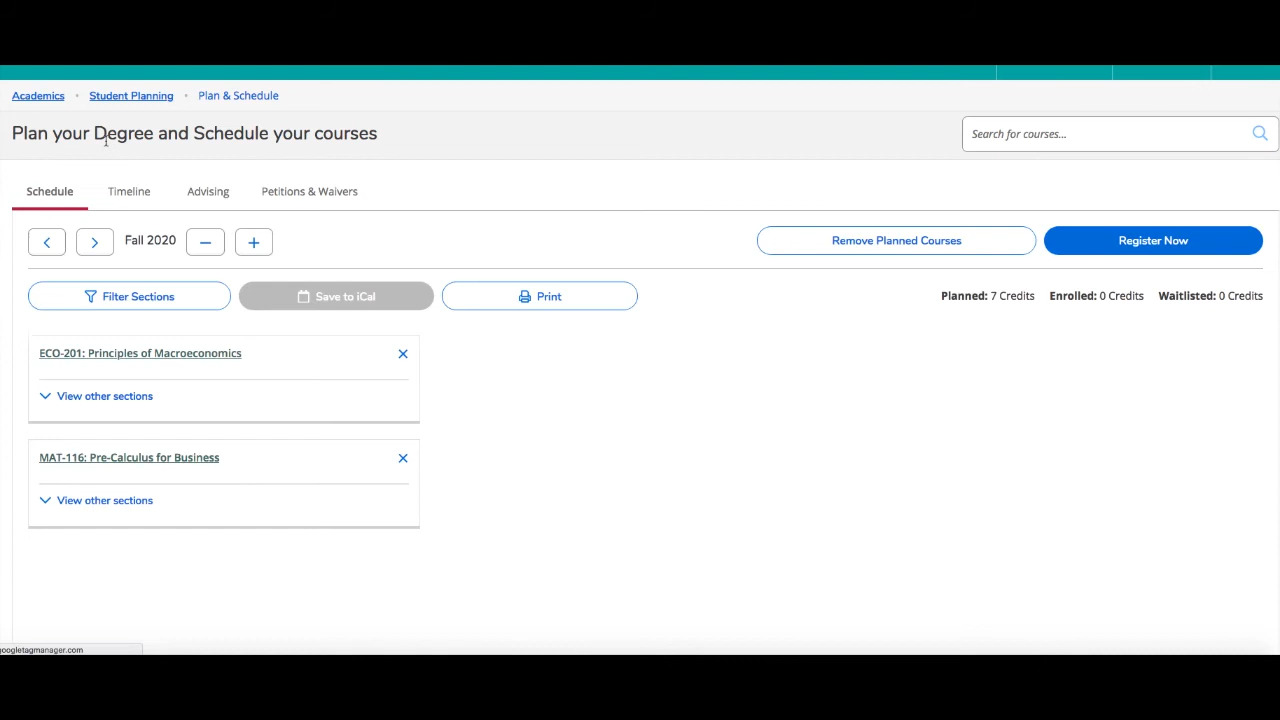 Academics • Student Planning • Plan & Schedule
Plan your Degree and Schedule your courses
Search for courses...
Schedule Timeline Advising Petitions & Waivers
Fall 2020
Remove Planned Courses Register Now
Filter Sections Save to iCal Print Planned: 7 Credits Enrolled: 0 Credits Waitlisted: 0 Credits
ECO-201: Principles of Macroeconomics
View other sections
MAT-116: Pre-Calculus for Business
View other sections
googletagmanager.com